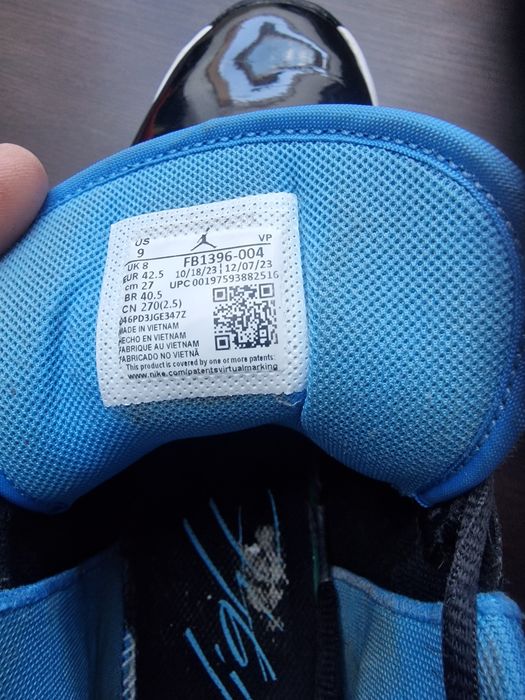 US
9
VP
UK 8
FB1396-004
EUR 42.5
10/18/23 12/07/23
cm 27
UPC 00197593882516
BR 40.5
CN 270(2.5)
46PD3JGE347Z
MADE IN VIETNAM
HECHO EN VIETNAM
FABRIQUE AU VIETNAM
FABRICADO NO VIETNÃ
This product is covered by one or more patents:
www.nike.com/patentsvirtualmarking
flight